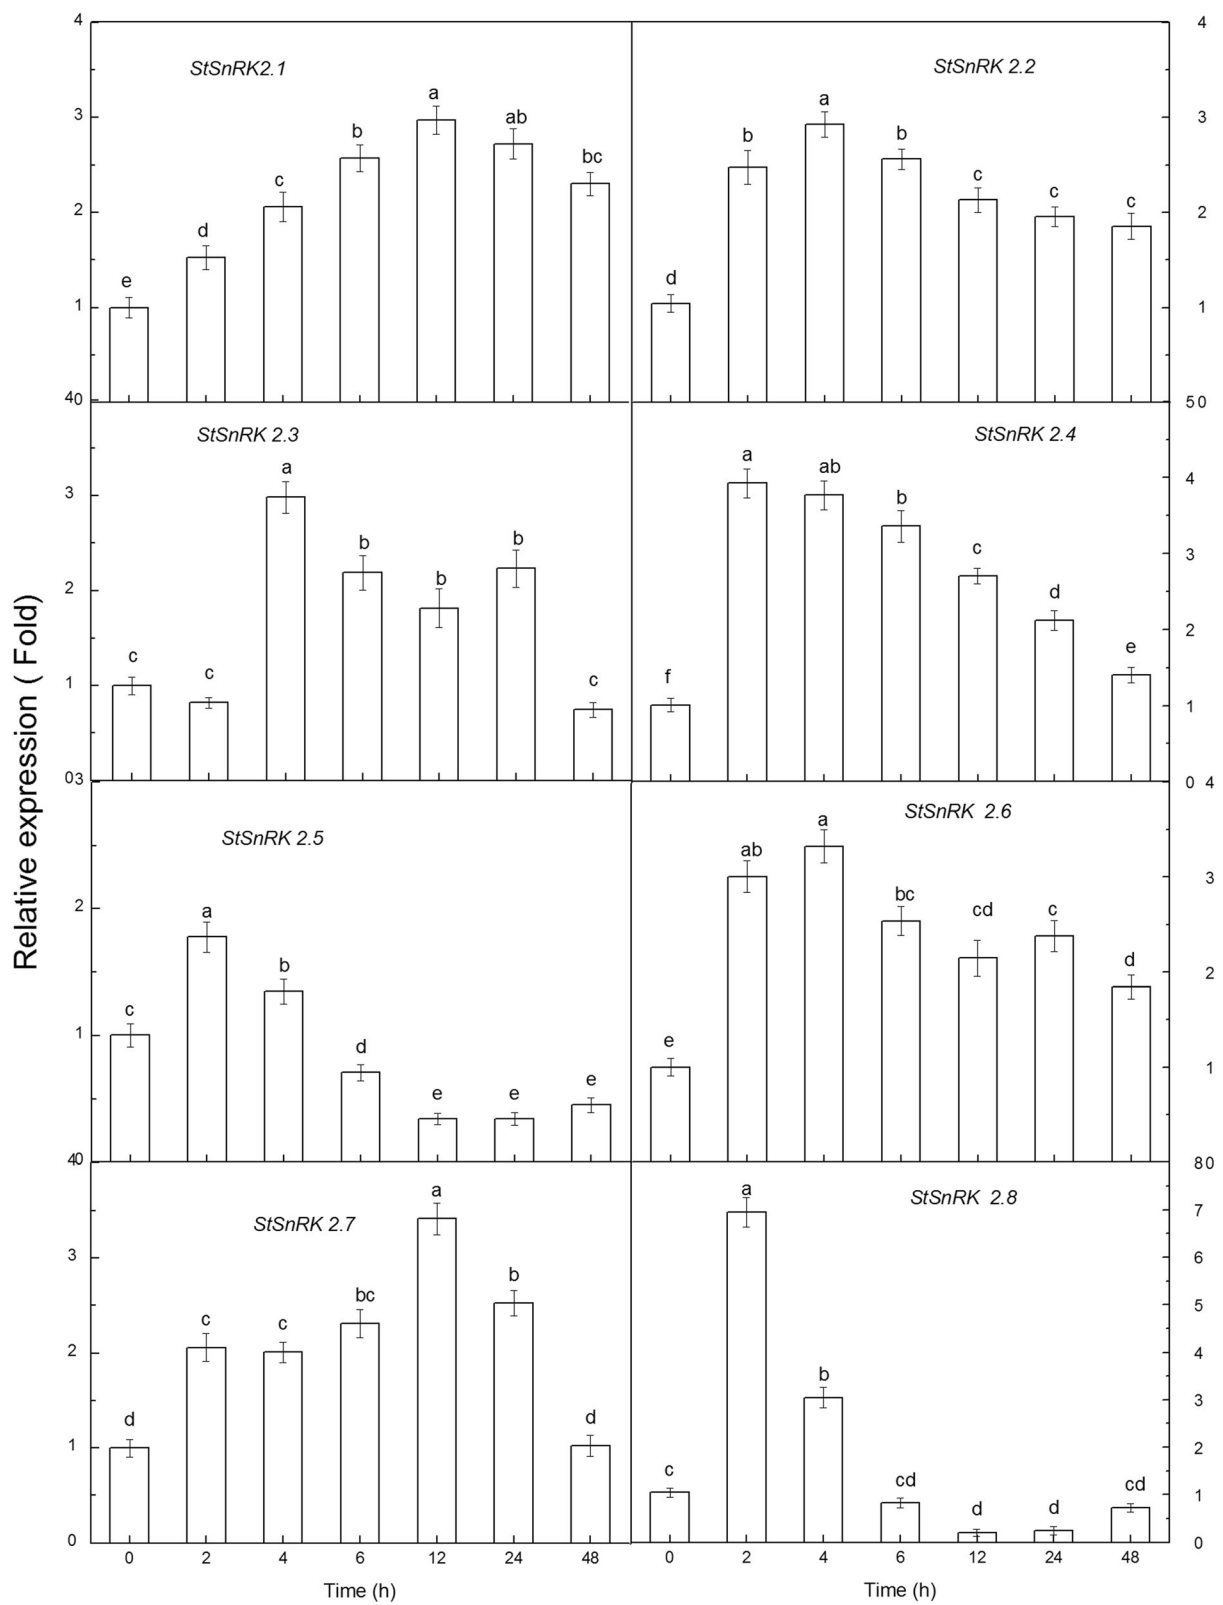 Relative expression ( Fold)
4
StSnRK2.1
3
2
1
e
d
c
b
a
ab
bc
StSnRK 2.2
4
3
2
1
d
b
a
b
c
c
c
40
StSnRK 2.3
3
2
1
c
c
a
b
b
b
c
50
StSnRK 2.4
4
3
2
1
f
a
ab
b
c
d
e
03
StSnRK 2.5
2
1
c
a
b
d
e
e
e
0 4
StSnRK 2.6
3
2
1
e
ab
a
bc
cd
c
d
40
StSnRK 2.7
3
2
1
0
d
c
c
bc
a
b
d
80
StSnRK 2.8
7
6
5
4
3
2
1
0
c
a
b
cd
d
d
cd
0 2 4 6 12 24 48
Time (h)
0 2 4 6 12 24 48
Time (h)